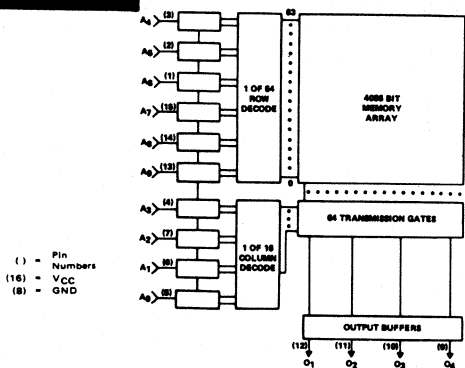 A4 (3)
A5 (2)
A6 (1)
A7 (15)
A8 (14)
A9 (13)
1 OF 64
ROW
DECODE
63
0
4096 BIT
MEMORY
ARRAY
A3 (4)
A2 (7)
A1 (6)
A0 (5)
1 OF 16
COLUMN
DECODE
64 TRANSMISSION GATES
( ) = Pin Numbers
(16) = VCC
(8) = GND
OUTPUT BUFFERS
(12) (11) (10) (9)
O1 O2 O3 O4